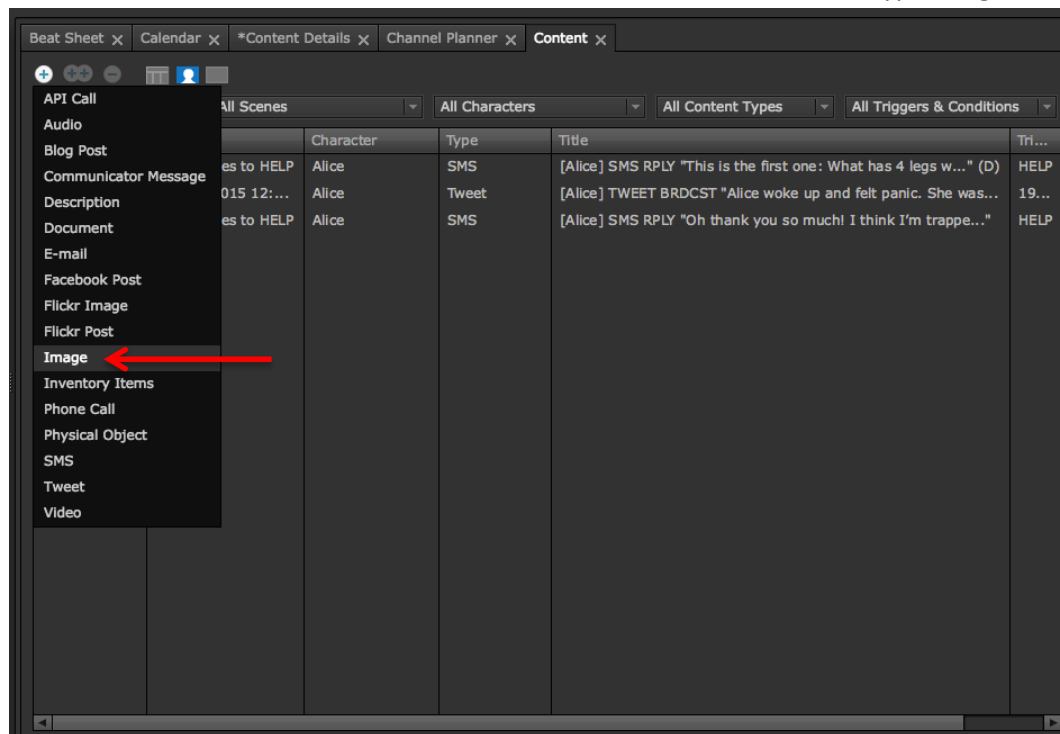 Beat Sheet × Calendar × *Content Details × Channel Planner × Content ×
All Scenes All Characters All Content Types All Triggers & Conditions
API Call
Audio
Blog Post
Communicator Message
Description
Document
E-mail
Facebook Post
Flickr Image
Flickr Post
Image
Inventory Items
Phone Call
Physical Object
SMS
Tweet
Video
Character Type Title Tri...
es to HELP Alice SMS [Alice] SMS RPLY "This is the first one: What has 4 legs w..." (D) HELP
015 12:... Alice Tweet [Alice] TWEET BRDCST "Alice woke up and felt panic. She was... 19...
es to HELP Alice SMS [Alice] SMS RPLY "Oh thank you so much! I think I’m trappe..." HELP